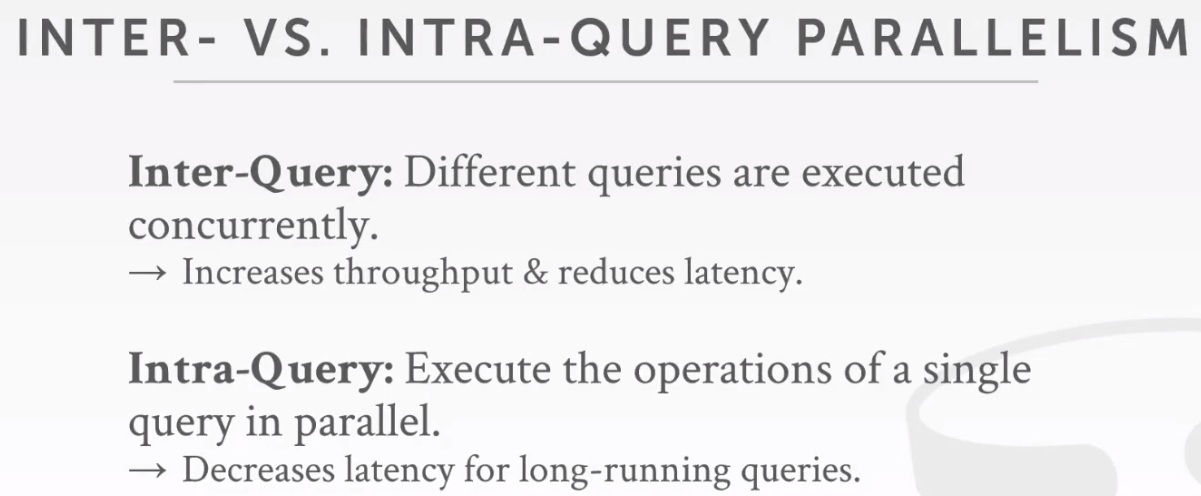 INTER- VS. INTRA-QUERY PARALLELISM
Inter-Query: Different queries are executed
concurrently.
→ Increases throughput & reduces latency.
Intra-Query: Execute the operations of a single
query in parallel.
→ Decreases latency for long-running queries.